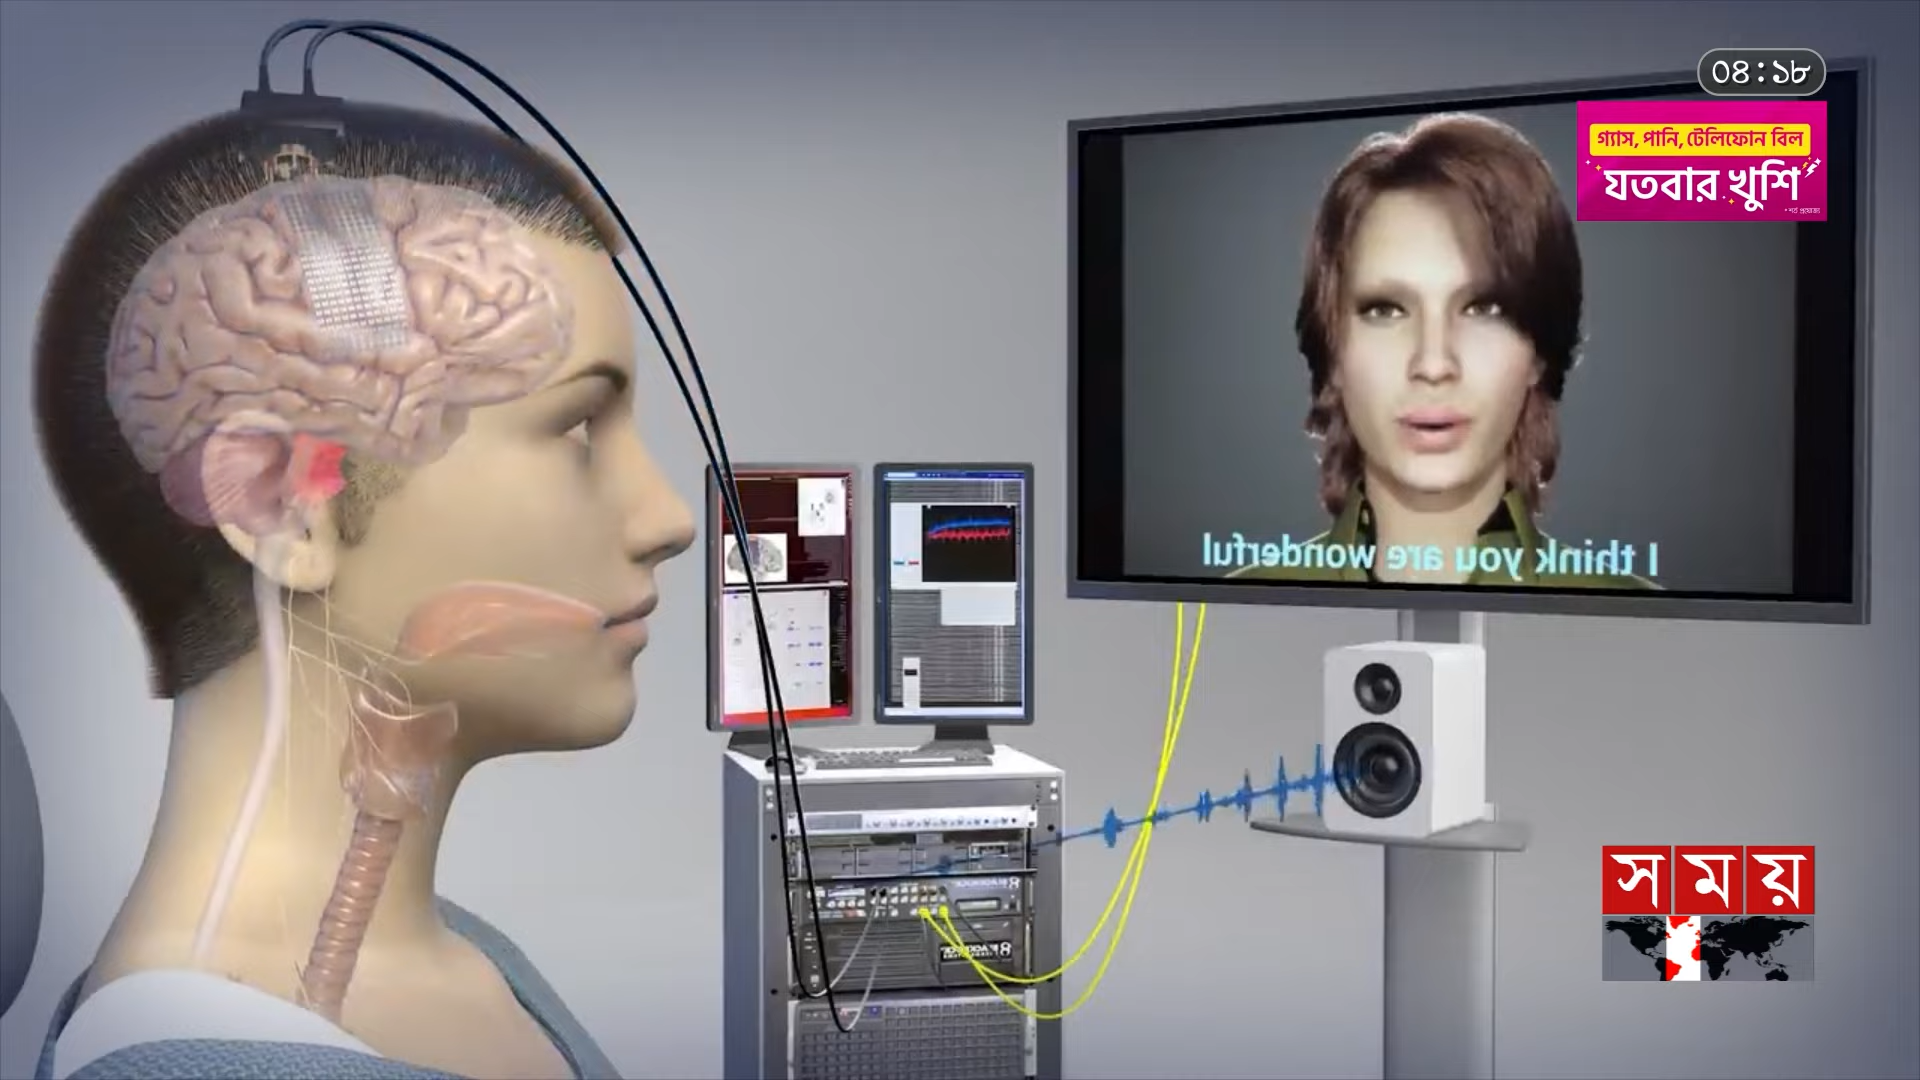 ০৪:১৮
গ্যাস, পানি, টেলিফোন বিল
যতবার খুশি
I think you are wonderful
সময়